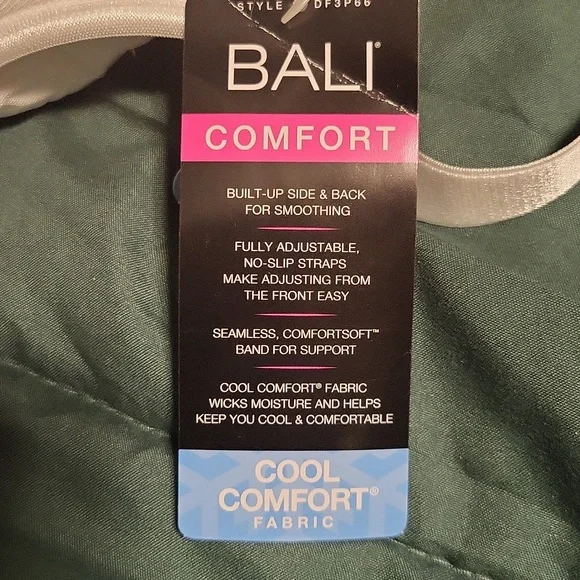 STYLE DF3P66
BALI®
COMFORT
BUILT-UP SIDE & BACK
FOR SMOOTHING
FULLY ADJUSTABLE,
NO-SLIP STRAPS
MAKE ADJUSTING FROM
THE FRONT EASY
SEAMLESS, COMFORTSOFT™
BAND FOR SUPPORT
COOL COMFORT® FABRIC
WICKS MOISTURE AND HELPS
KEEP YOU COOL & COMFORTABLE
COOL
COMFORT®
FABRIC